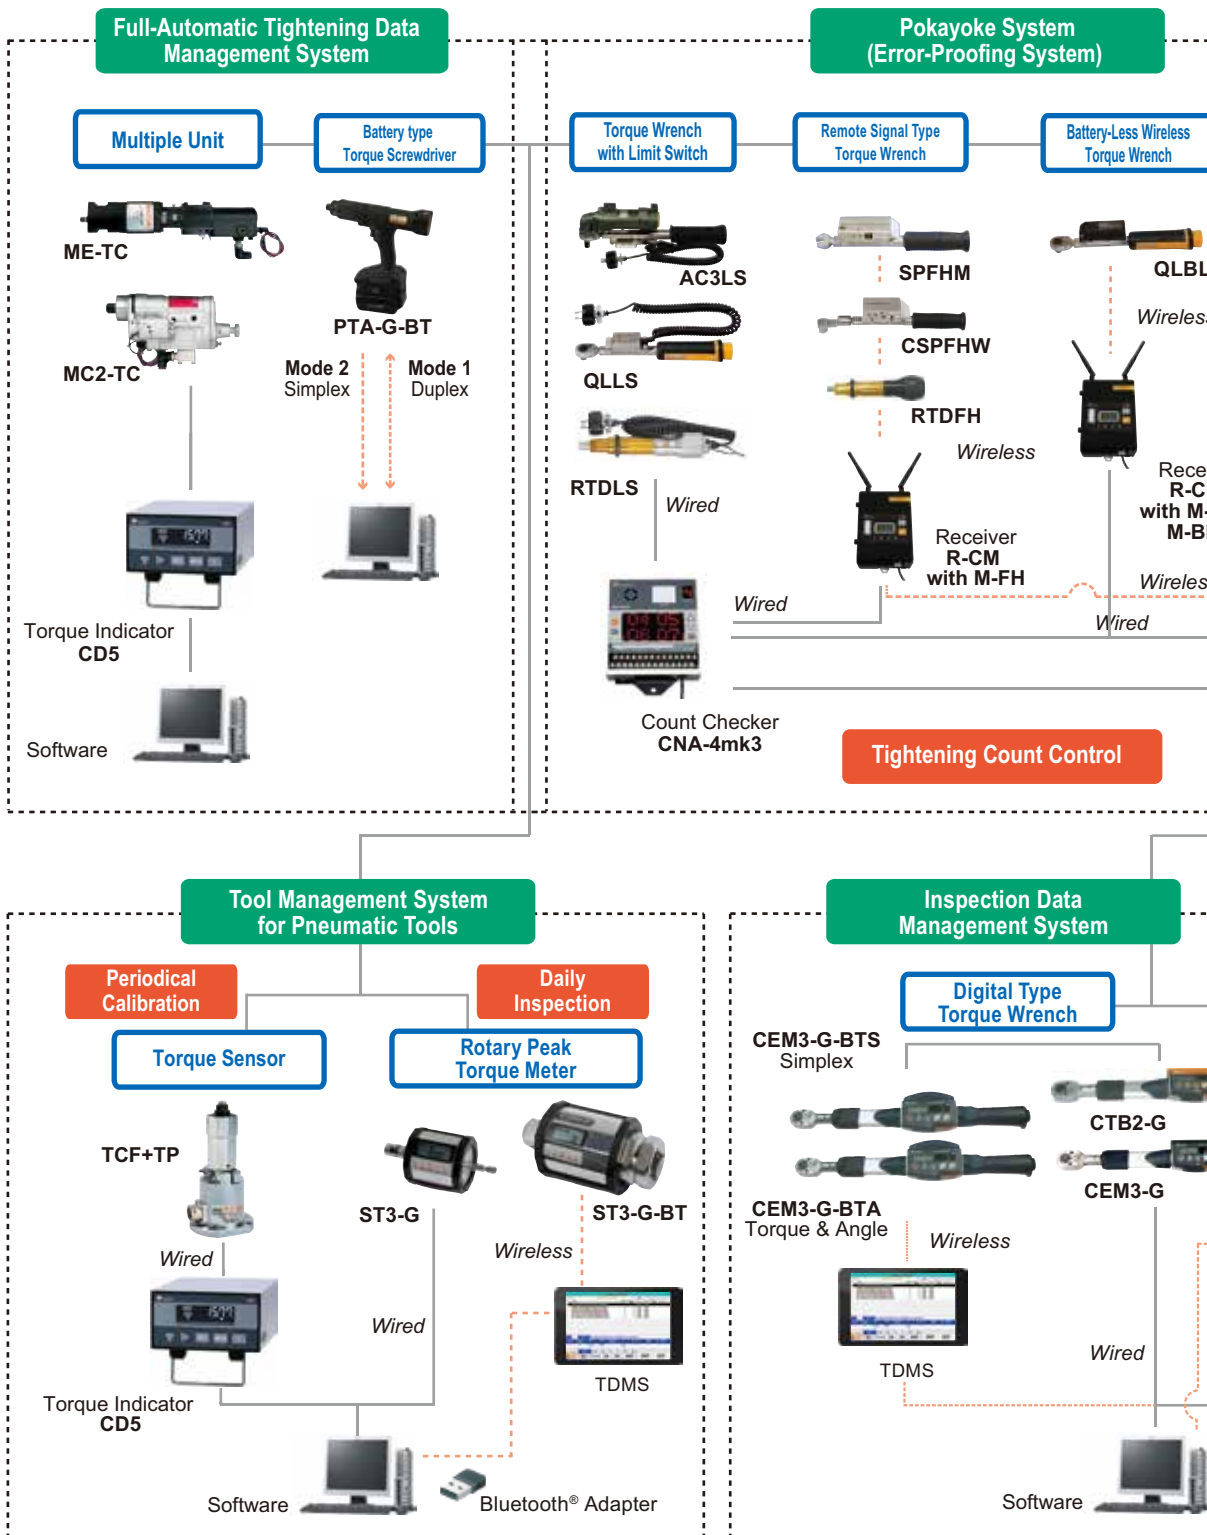 Full-Automatic Tightening Data
Management System
Multiple Unit
Battery type
Torque Screwdriver
ME-TC
MC2-TC
PTA-G-BT
Mode 2
Simplex
Mode 1
Duplex
Torque Indicator
CD5
Software
Pokayoke System
(Error-Proofing System)
Torque Wrench
with Limit Switch
Remote Signal Type
Torque Wrench
Battery-Less Wireless
Torque Wrench
AC3LS
QLLS
RTDLS
Wired
SPFHM
CSPFHW
RTDFH
Wireless
Receiver
R-CM
with M-FH
QLBL
Wireless
Rece
R-C
with M-
M-B
Wireless
Wired
Wired
Count Checker
CNA-4mk3
Tightening Count Control
Tool Management System
for Pneumatic Tools
Periodical
Calibration
Daily
Inspection
Torque Sensor
Rotary Peak
Torque Meter
TCF+TP
Wired
ST3-G
ST3-G-BT
Wireless
Wired
TDMS
Torque Indicator
CD5
Software
Bluetooth® Adapter
Inspection Data
Management System
Digital Type
Torque Wrench
CEM3-G-BTS
Simplex
CTB2-G
CEM3-G
CEM3-G-BTA
Torque & Angle
Wireless
TDMS
Wired
Software